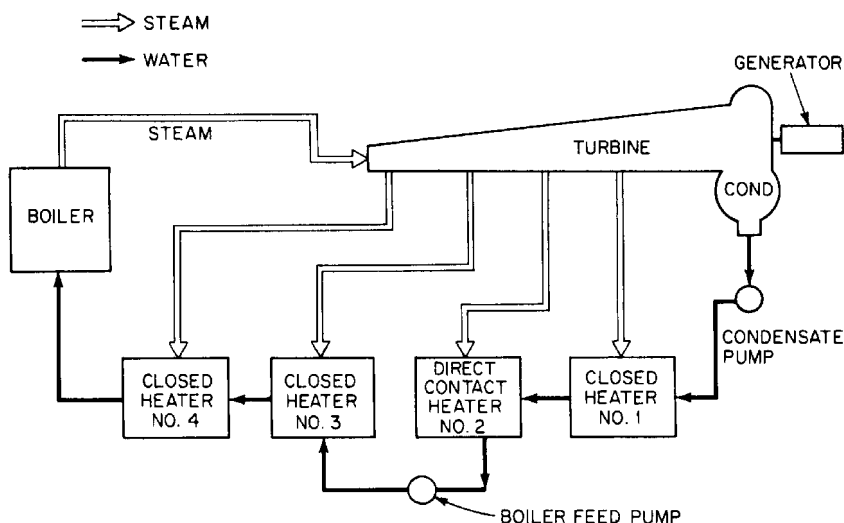 STEAM
WATER
GENERATOR
STEAM
TURBINE
BOILER
COND
CONDENSATE
PUMP
CLOSED
HEATER
NO. 4
CLOSED
HEATER
NO. 3
DIRECT
CONTACT
HEATER
NO. 2
CLOSED
HEATER
NO. 1
BOILER FEED PUMP